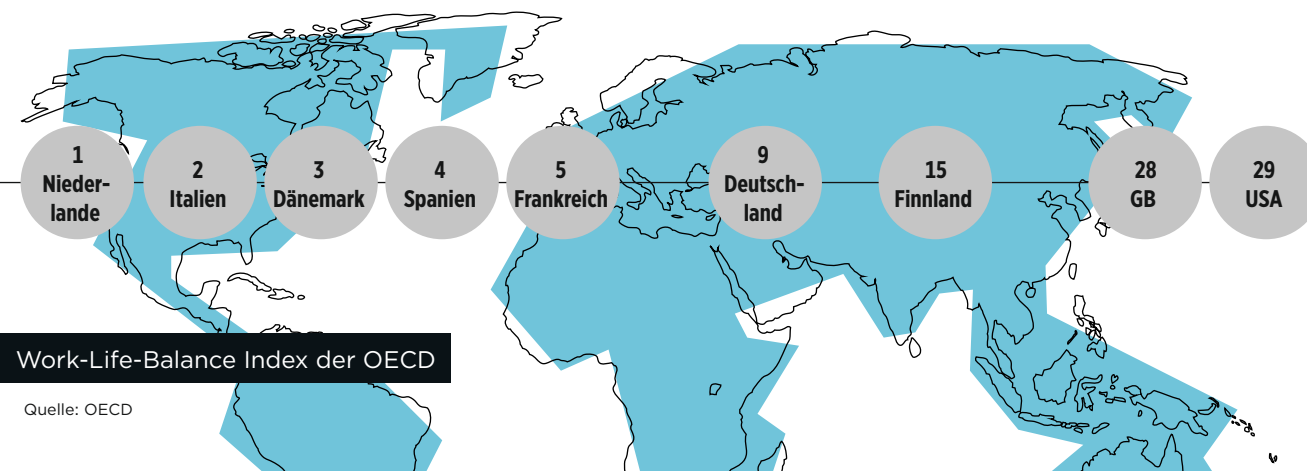 1
Nieder-
lande
2
Italien
3
Dänemark
4
Spanien
5
Frankreich
9
Deutsch-
land
15
Finnland
28
GB
29
USA
Work-Life-Balance Index der OECD
Quelle: OECD